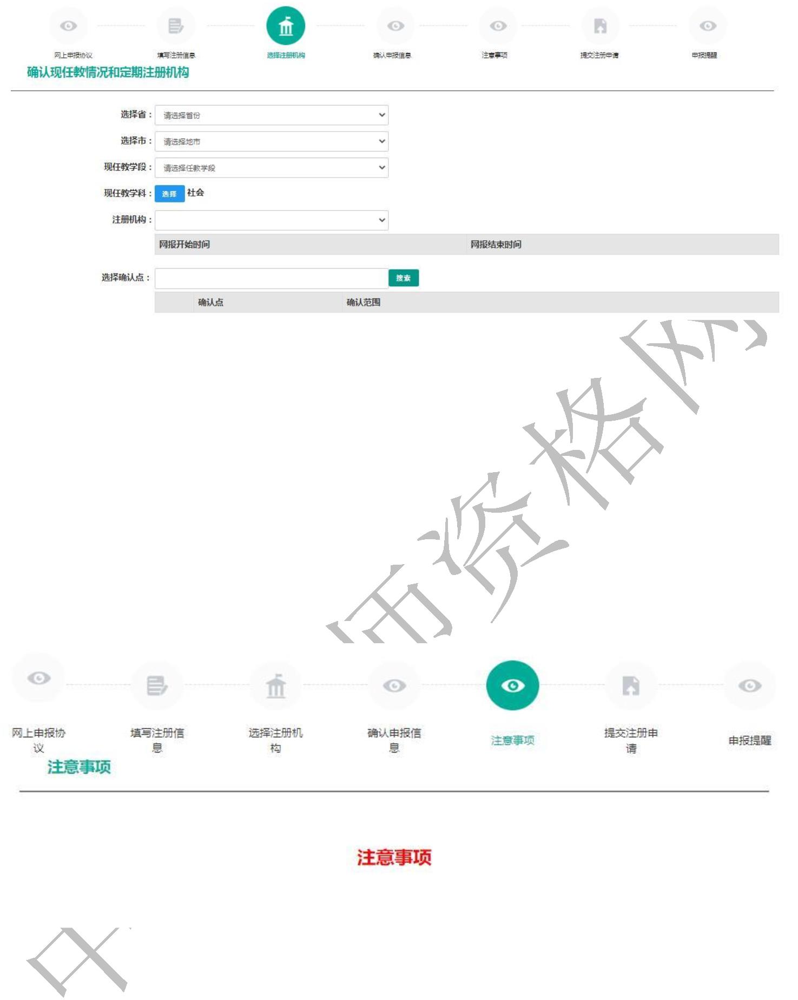 网上申报协议 填写注册信息 选择注册机构 确认申报信息 注意事项 提交注册申请 申报提醒
确认现任教情况和定期注册机构
选择省： 请选择省份
选择市： 请选择地市
现任教学段： 请选择任教学段
现任教学科： 选择 社会
注册机构：
网报开始时间 网报结束时间
选择确认点： 搜索
确认点 确认范围
师资格网
网上申报协 填写注册信 选择注册机 确认申报信 注意事项 提交注册申 申报提醒
议 息 构 息 请
注意事项
注意事项
中